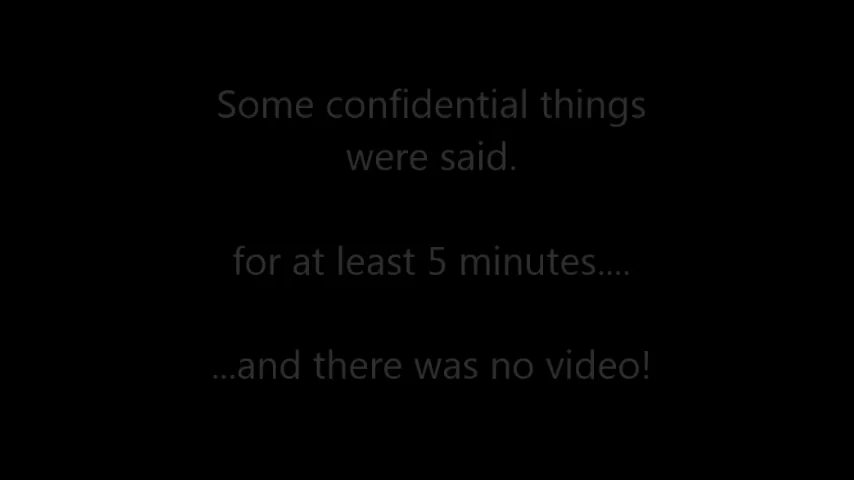 Some confidential things
were said.
for at least 5 minutes....
...and there was no video!